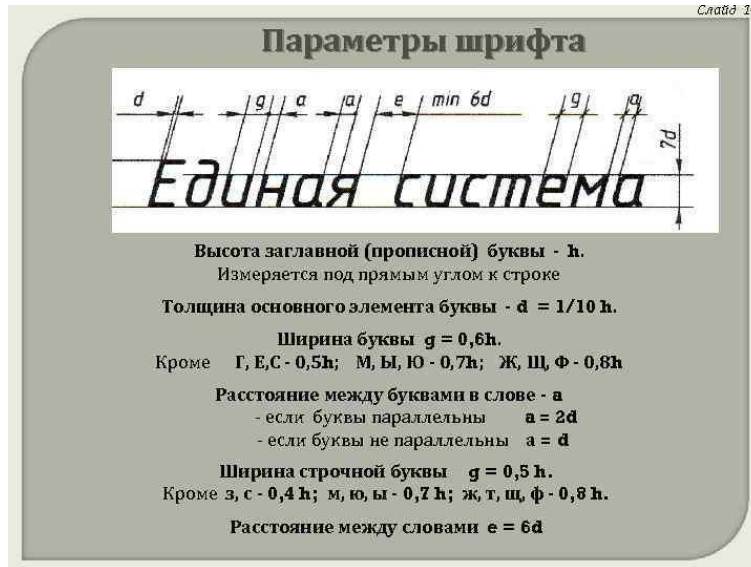 Слайд 1
Параметры шрифта
d g a a e min 6d g a
7d
Единая система
Высота заглавной (прописной) буквы - h.
Измеряется под прямым углом к строке
Толщина основного элемента буквы - d = 1/10 h.
Ширина буквы g = 0,6h.
Кроме Г, Е,С - 0,5h; М, Ы, Ю - 0,7h; Ж, Щ, Ф - 0,8h
Расстояние между буквами в слове - a
- если буквы параллельны a = 2d
- если буквы не параллельны a = d
Ширина строчной буквы g = 0,5 h.
Кроме з, с - 0,4 h; м, ю, ы - 0,7 h; ж, т, щ, ф - 0,8 h.
Расстояние между словами e = 6d